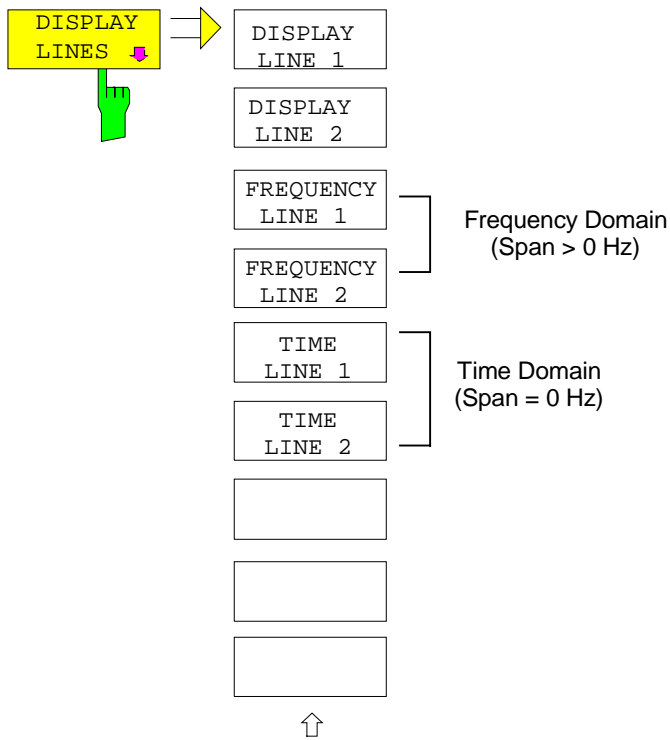 DISPLAY
LINES
DISPLAY
LINE 1
DISPLAY
LINE 2
FREQUENCY
LINE 1
FREQUENCY
LINE 2
Frequency Domain
(Span > 0 Hz)
TIME
LINE 1
TIME
LINE 2
Time Domain
(Span = 0 Hz)